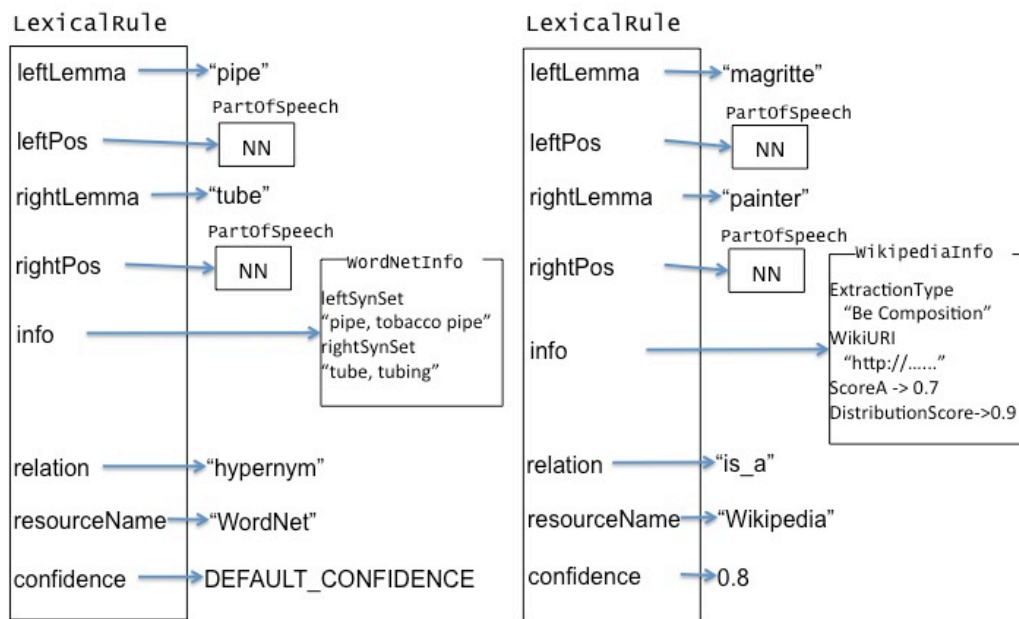 LexicalRule
leftLemma “pipe”
PartOfSpeech
leftPos NN
rightLemma “tube”
PartOfSpeech
rightPos NN
WordNetInfo
leftSynSet
“pipe, tobacco pipe”
info rightSynSet
“tube, tubing”
relation “hypernym”
resourceName “WordNet”
confidence DEFAULT_CONFIDENCE
LexicalRule
leftLemma “magritte”
PartOfSpeech
leftPos NN
rightLemma “painter”
PartOfSpeech
rightPos NN
WikipediaInfo
ExtractionType
“Be Composition”
info WikiURI
“http://......”
ScoreA -> 0.7
DistributionScore->0.9
relation “is_a”
resourceName “Wikipedia”
confidence 0.8